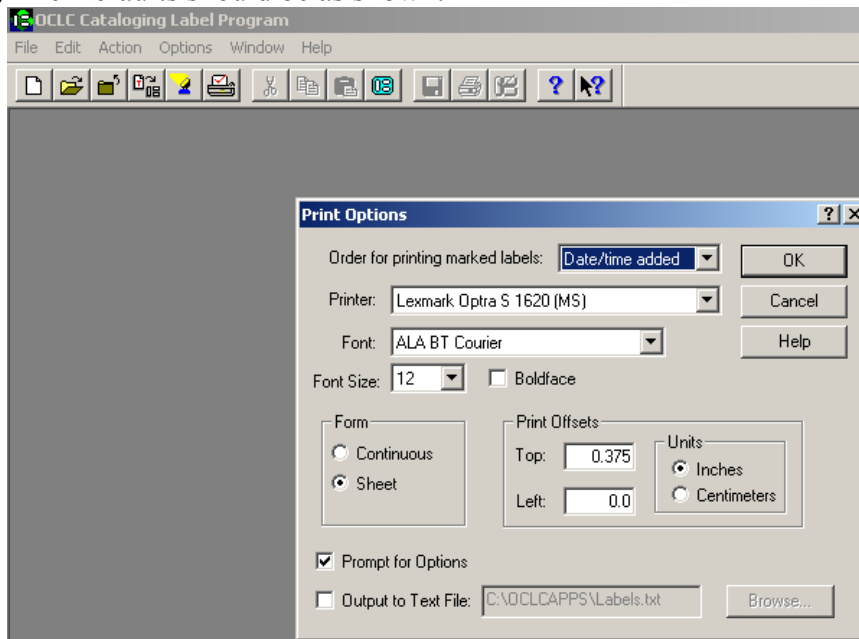 OCLC Cataloging Label Program
File Edit Action Options Window Help
Print Options
Order for printing marked labels: Date/time added OK
Printer: Lexmark Optra S 1620 (MS) Cancel
Font: ALA BT Courier Help
Font Size: 12 Boldface
Form Print Offsets
Units
Continuous Top: 0.375 Inches
Sheet Left: 0.0 Centimeters
Prompt for Options
Output to Text File: C:\OCLCAPPS\Labels.txt Browse...